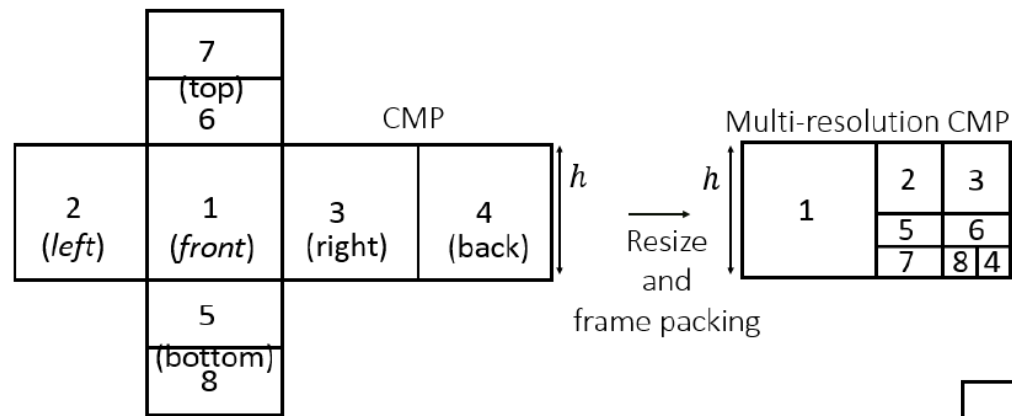 7
(top)
6
CMP
Multi-resolution CMP
2
(left)
1
(front)
3
(right)
4
(back)
h
Resize
and
frame packing
h
1
2
3
5
6
7
8
4
5
(bottom)
8